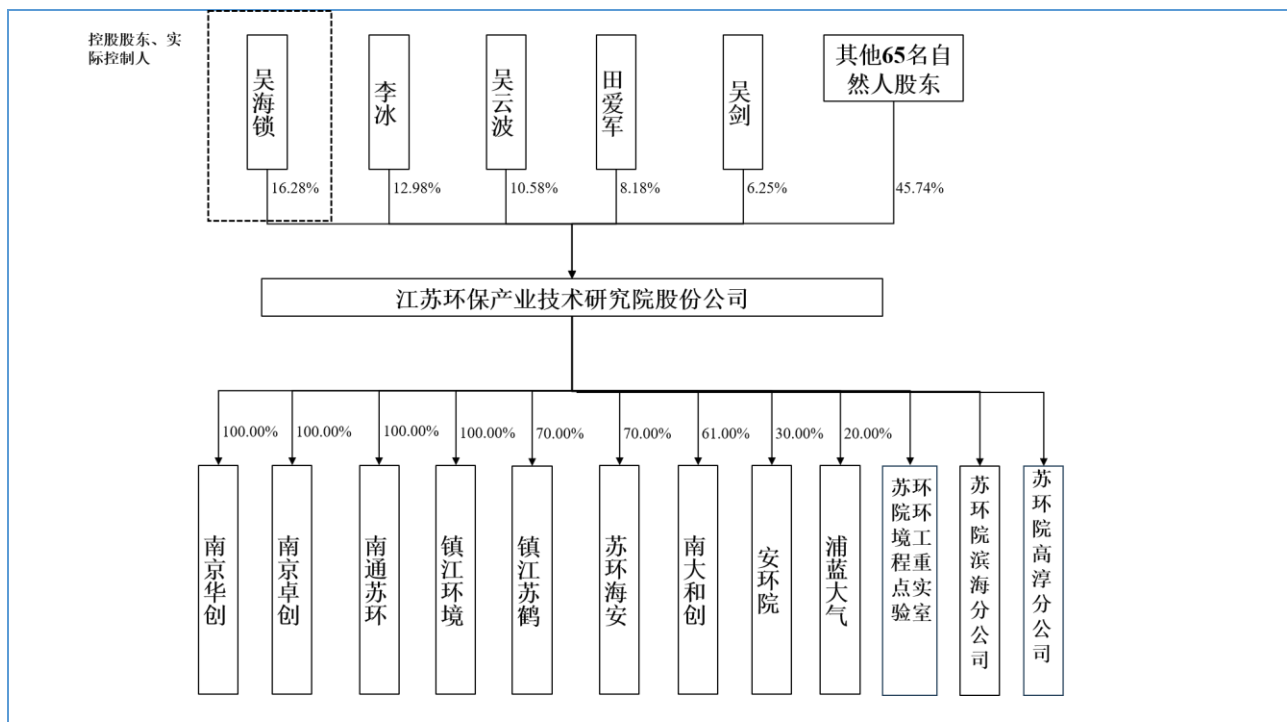 控股股东、实
际控制人
吴海锁
李冰
吴云波
田爱军
吴剑
其他65名自
然人股东
16.28%
12.98%
10.58%
8.18%
6.25%
45.74%
江苏环保产业技术研究院股份公司
100.00%
100.00%
100.00%
100.00%
70.00%
70.00%
61.00%
30.00%
20.00%
南京华创
南京卓创
南通苏环
镇江环境
镇江苏鹤
苏环海安
南大和创
安环院
浦蓝大气
苏环
院环
境工
程重
点实
验室
苏环院滨海分公司
苏环院高淳分公司